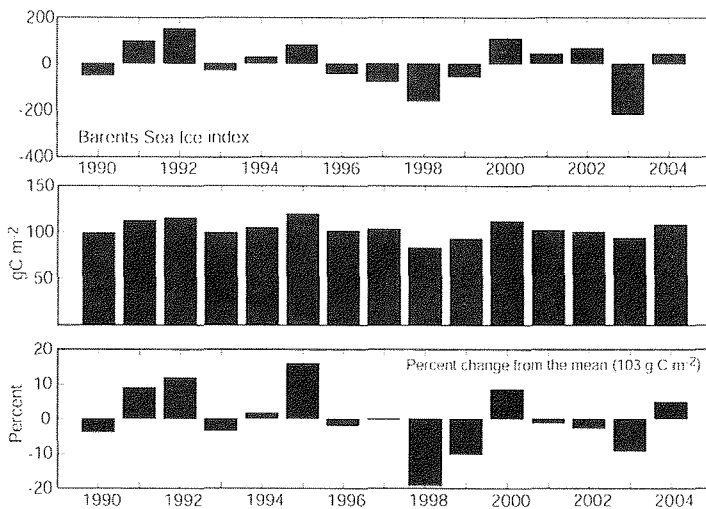 200
0
-200
-400
Barents Sea Ice index
1990 1992 1994 1996 1998 2000 2002 2004
150
100
50
gC m-2
20
10
0
-10
-20
Percent
Percent change from the mean (103 g C m-2)
1990 1992 1994 1996 1998 2000 2002 2004